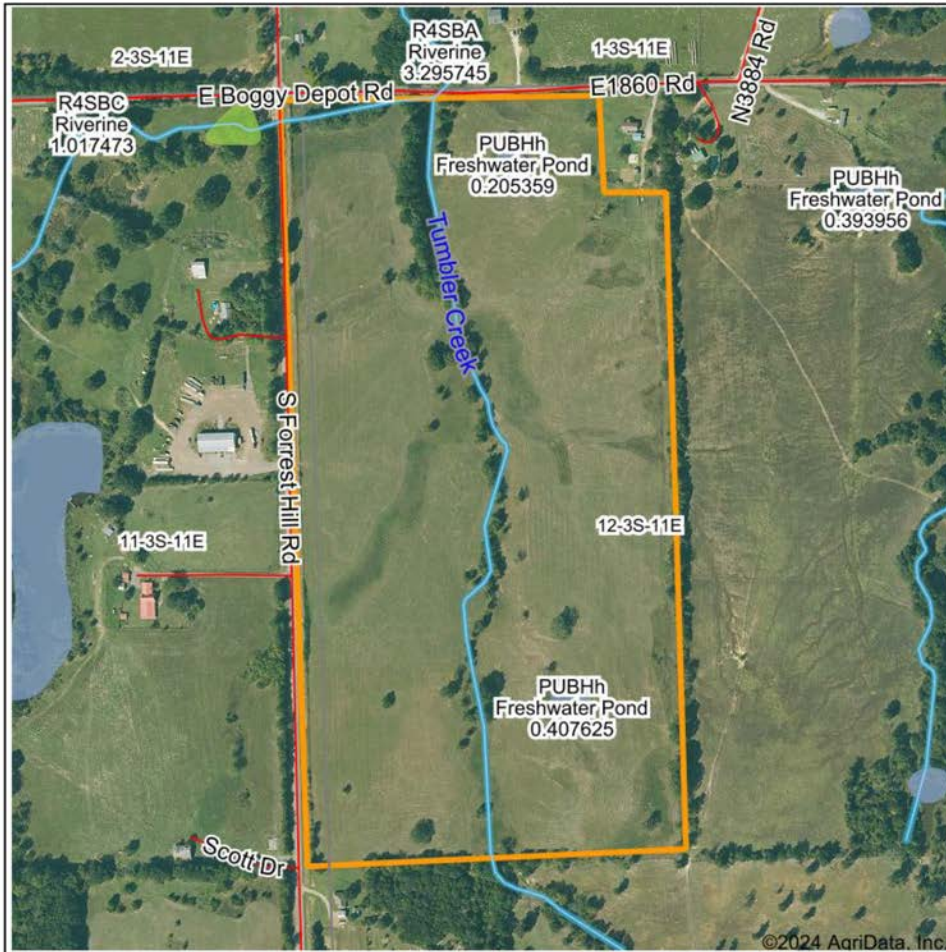 R4SBA
Riverine
3.295745
2-3S-11E
1-3S-11E
N3884 Rd
R4SBC
Riverine
1.017473
E Boggy Depot Rd
E1860 Rd
PUBHh
Freshwater Pond
0.205359
PUBHh
Freshwater Pond
0.393956
Tumbler Creek
S Forrest Hill Rd
11-3S-11E
12-3S-11E
PUBHh
Freshwater Pond
0.407625
Scott Dr
©2024 AgriData, Inc.